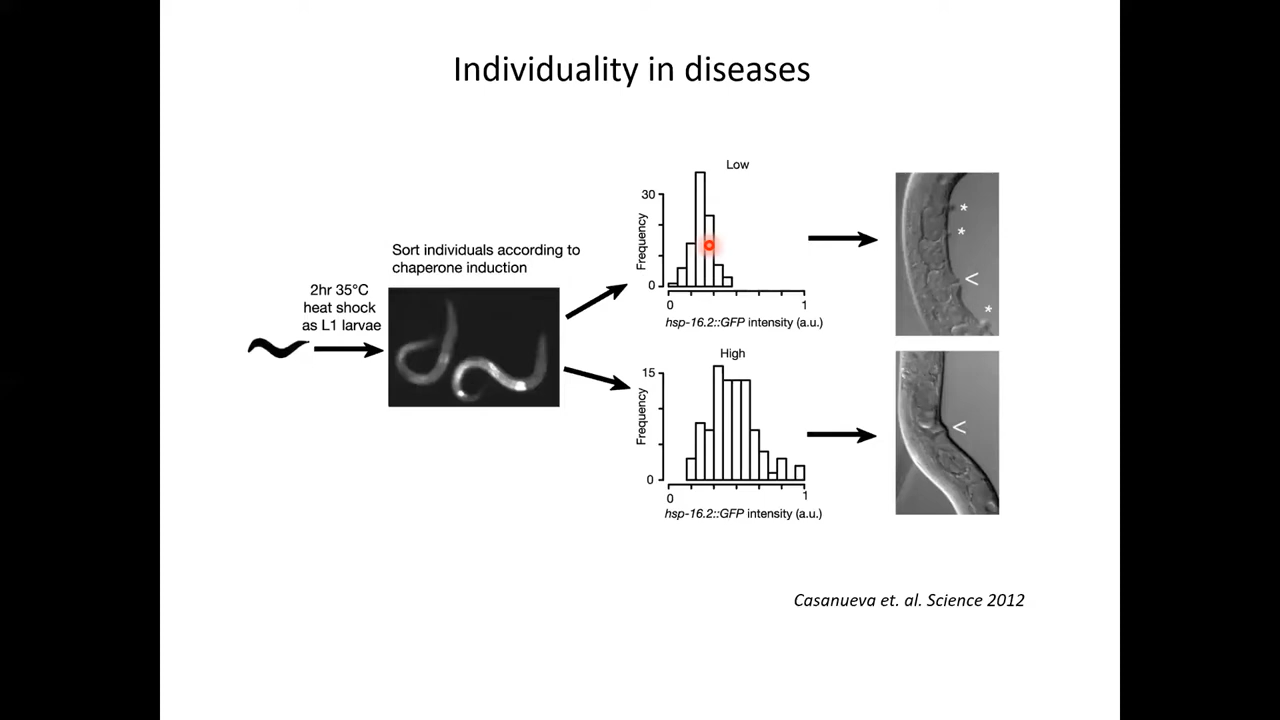 Individuality in diseases
2hr 35°C
heat shock
as L1 larvae
Sort individuals according to
chaperone induction
Low
30
Frequency
0
0
1
hsp-16.2::GFP intensity (a.u.)
*
*
<
*
High
15
Frequency
0
0
1
hsp-16.2::GFP intensity (a.u.)
<
Casanueva et. al. Science 2012